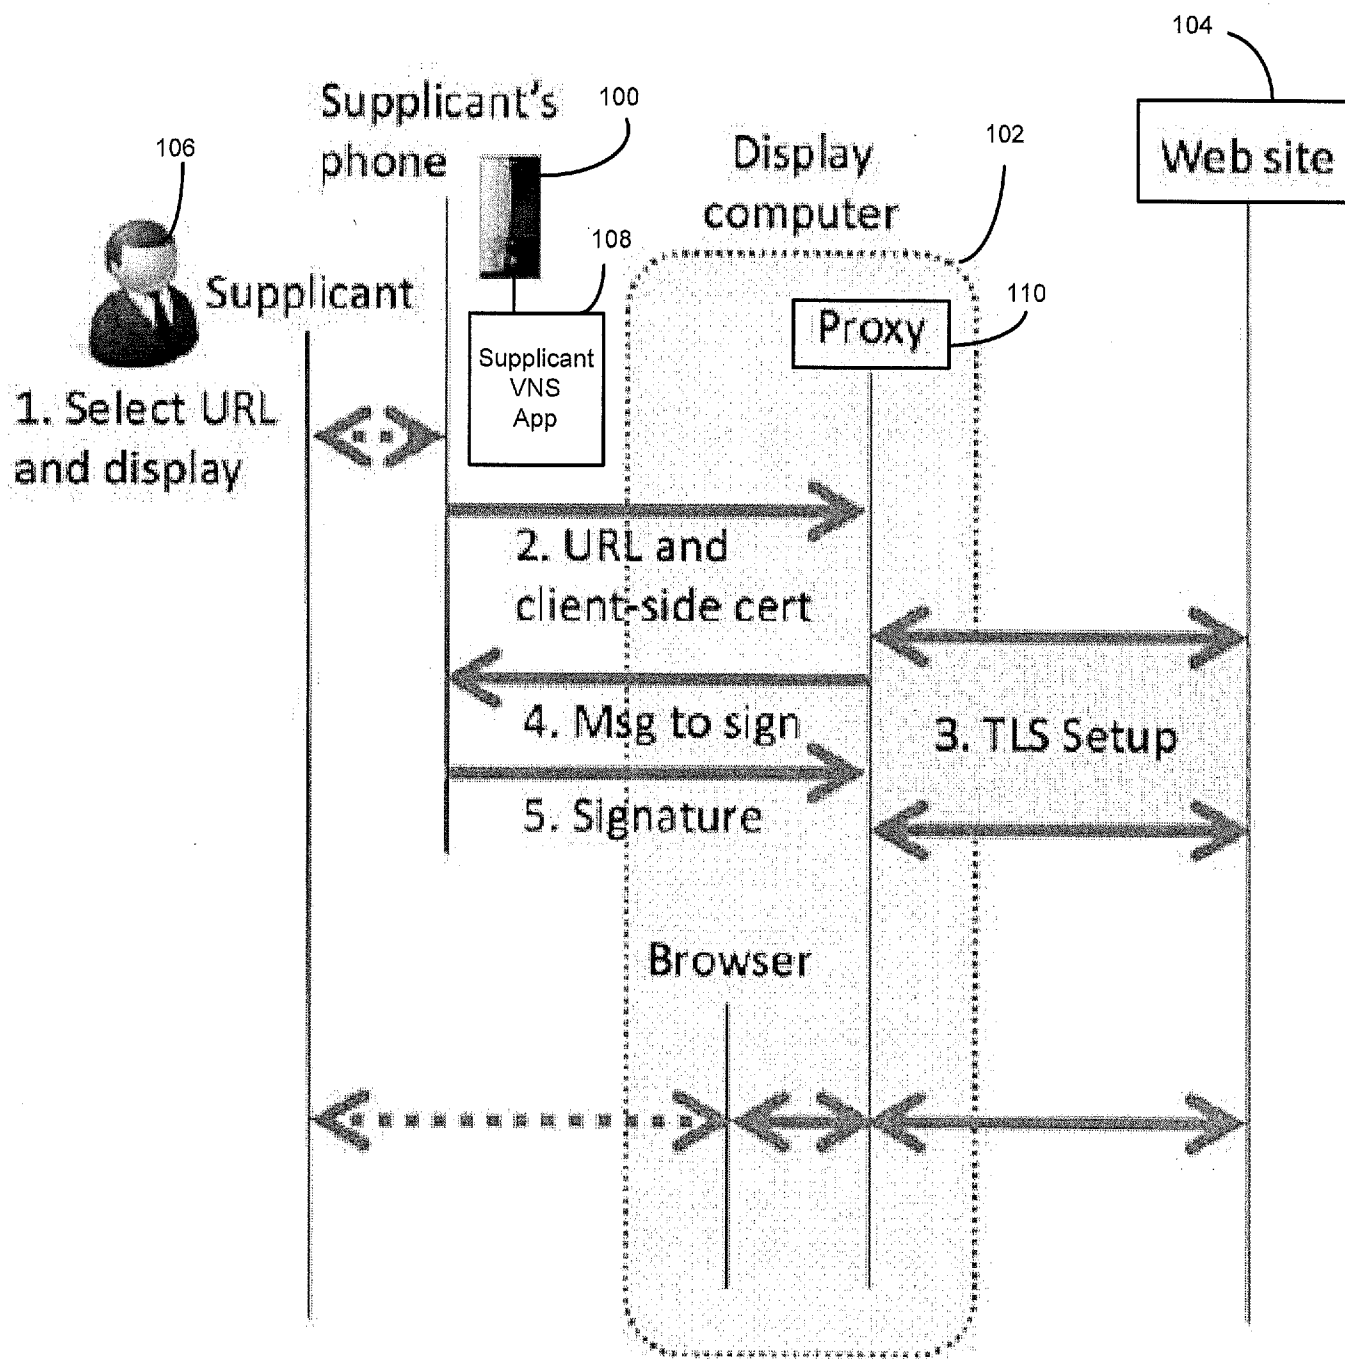 104
Supplicant's
phone
100
106
Display
computer
102
Web site
108
Supplicant
110
Proxy
Supplicant
VNS
App
1. Select URL
and display
2. URL and
client-side cert
4. Msg to sign
3. TLS Setup
5. Signature
Browser